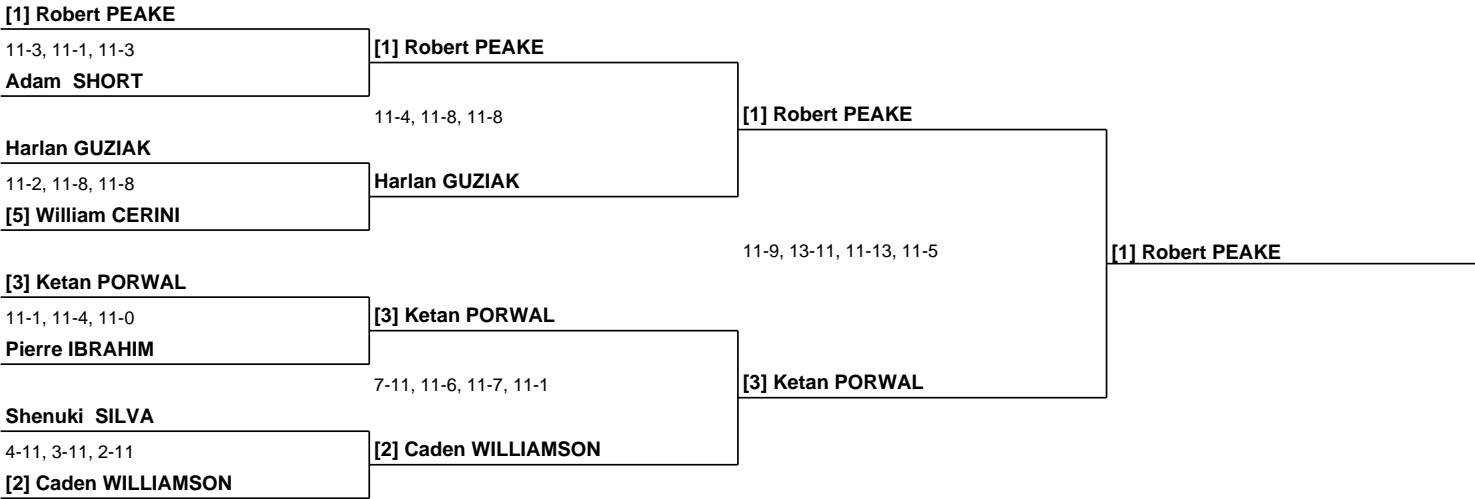 [1] Robert PEAKE
11-3, 11-1, 11-3
[1] Robert PEAKE
Adam  SHORT
11-4, 11-8, 11-8
[1] Robert PEAKE
Harlan GUZIAK
11-2, 11-8, 11-8
Harlan GUZIAK
[5] William CERINI
11-9, 13-11, 11-13, 11-5
[1] Robert PEAKE
[3] Ketan PORWAL
11-1, 11-4, 11-0
[3] Ketan PORWAL
Pierre IBRAHIM
7-11, 11-6, 11-7, 11-1
[3] Ketan PORWAL
Shenuki  SILVA
4-11, 3-11, 2-11
[2] Caden WILLIAMSON
[2] Caden WILLIAMSON